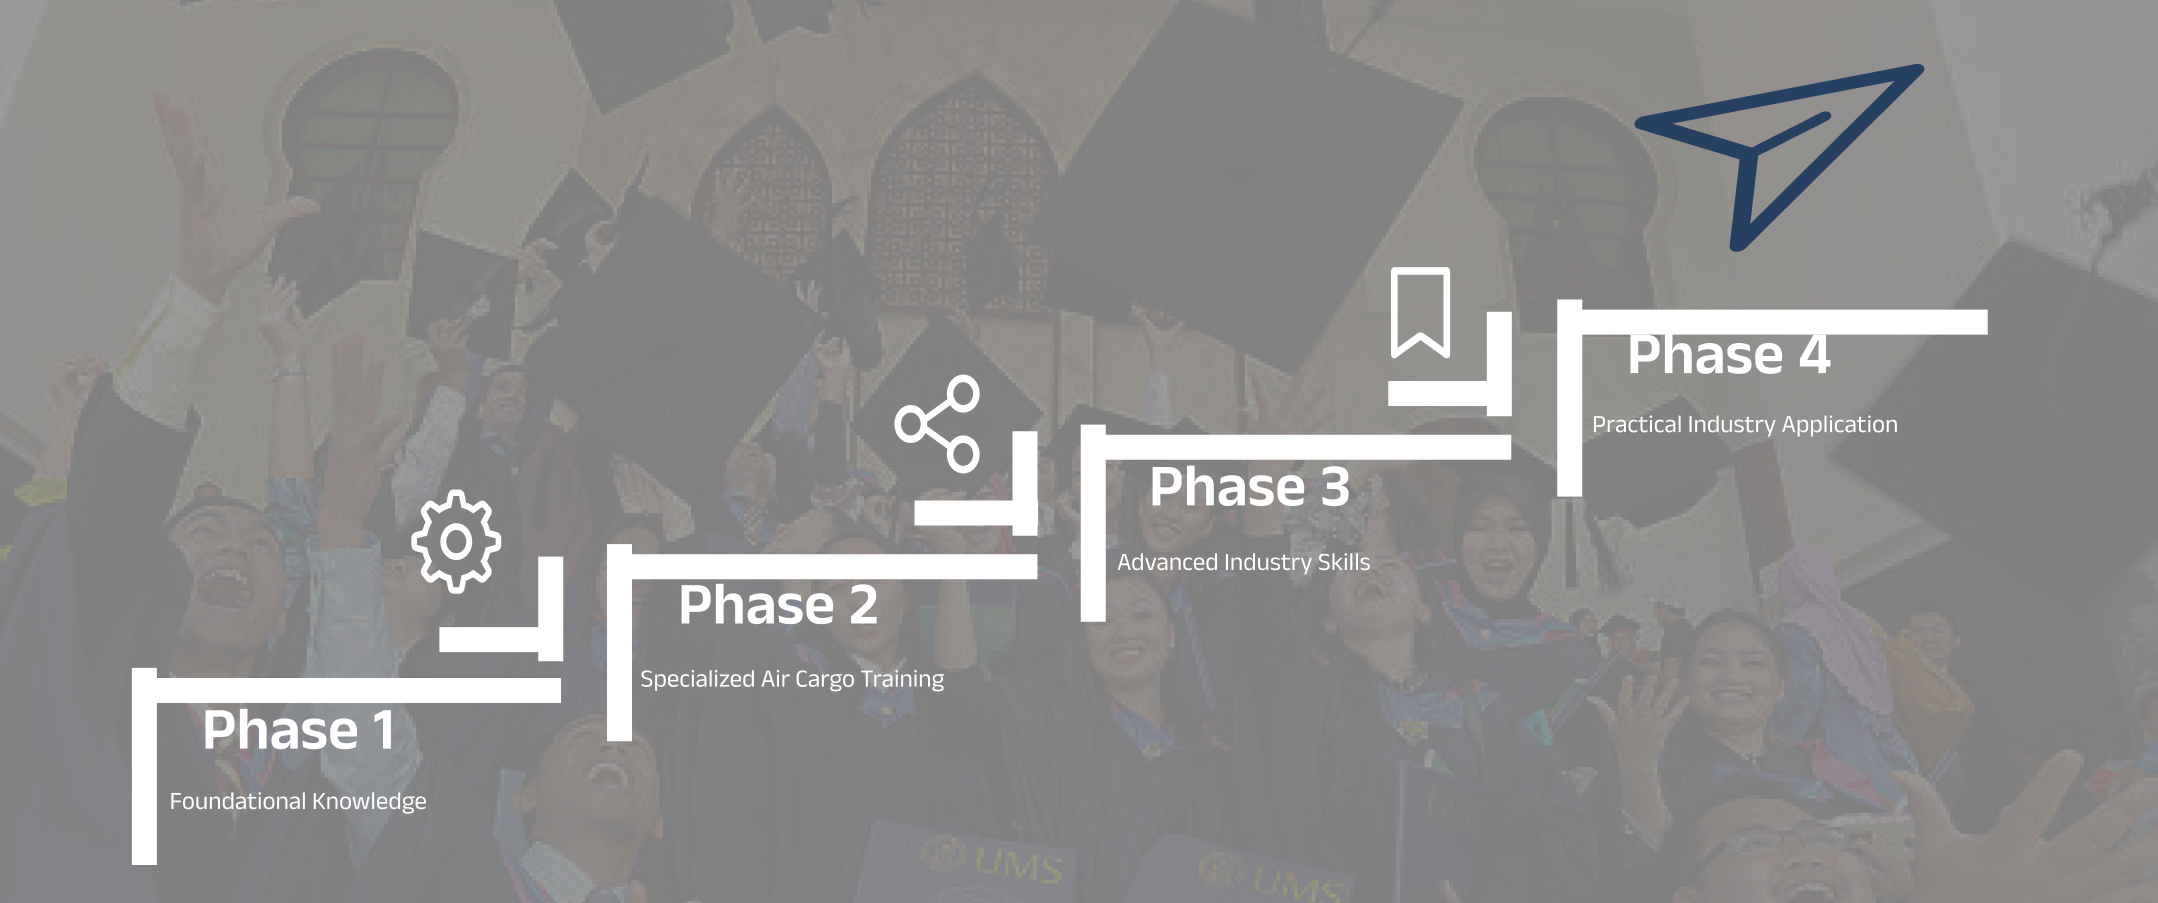 Phase 1
Foundational Knowledge
Phase 2
Specialized Air Cargo Training
Phase 3
Advanced Industry Skills
Phase 4
Practical Industry Application
UMS
UMS